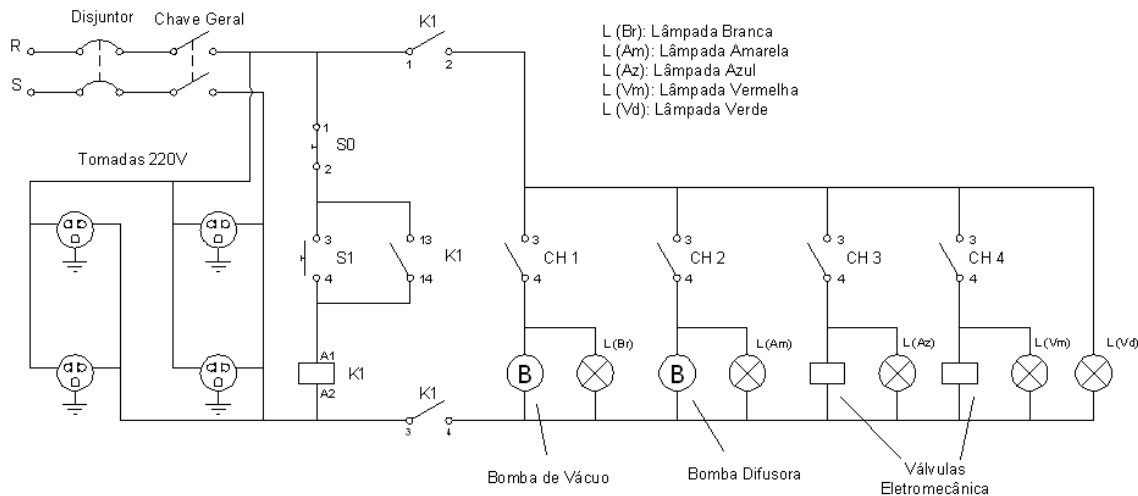 Disjuntor
Chave Geral
K1
R
S
1
2
L (Br): Lâmpada Branca
L (Am): Lâmpada Amarela
L (Az): Lâmpada Azul
L (Vm): Lâmpada Vermelha
L (Vd): Lâmpada Verde
1
S0
2
Tomadas 220V
3
S1
4
13
K1
14
3
CH 1
4
3
CH 2
4
3
CH 3
4
3
CH 4
4
A1
K1
A2
B
L(Br)
B
L(Am)
L(Az)
L(Vm)
L(Vd)
K1
3
4
Bomba de Vácuo
Bomba Difusora
Válvulas
Eletromecânica